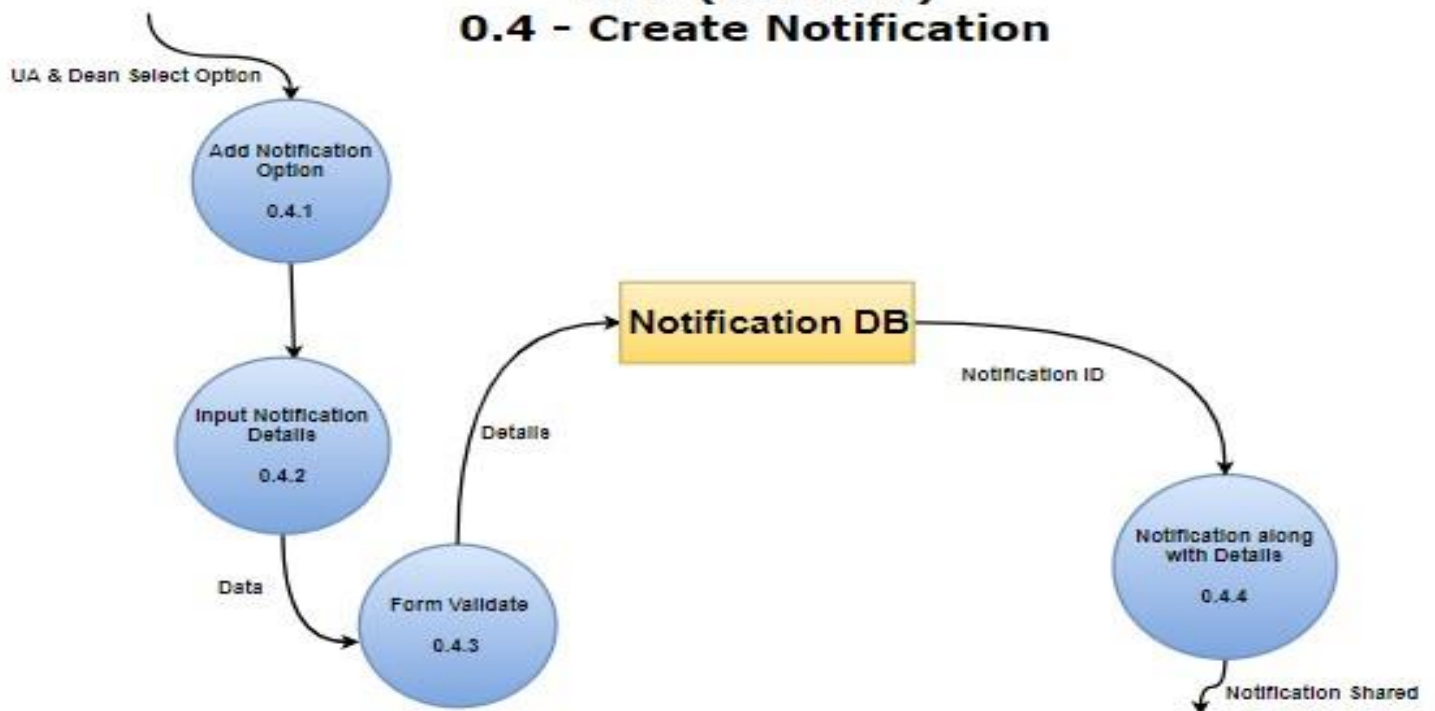 0.4 - Create Notification
UA & Dean Select Option
Add Notification
Option
0.4.1
Input Notification
Details
0.4.2
Data
Form Validate
0.4.3
Details
Notification DB
Notification ID
Notification along
with Details
0.4.4
Notification Shared